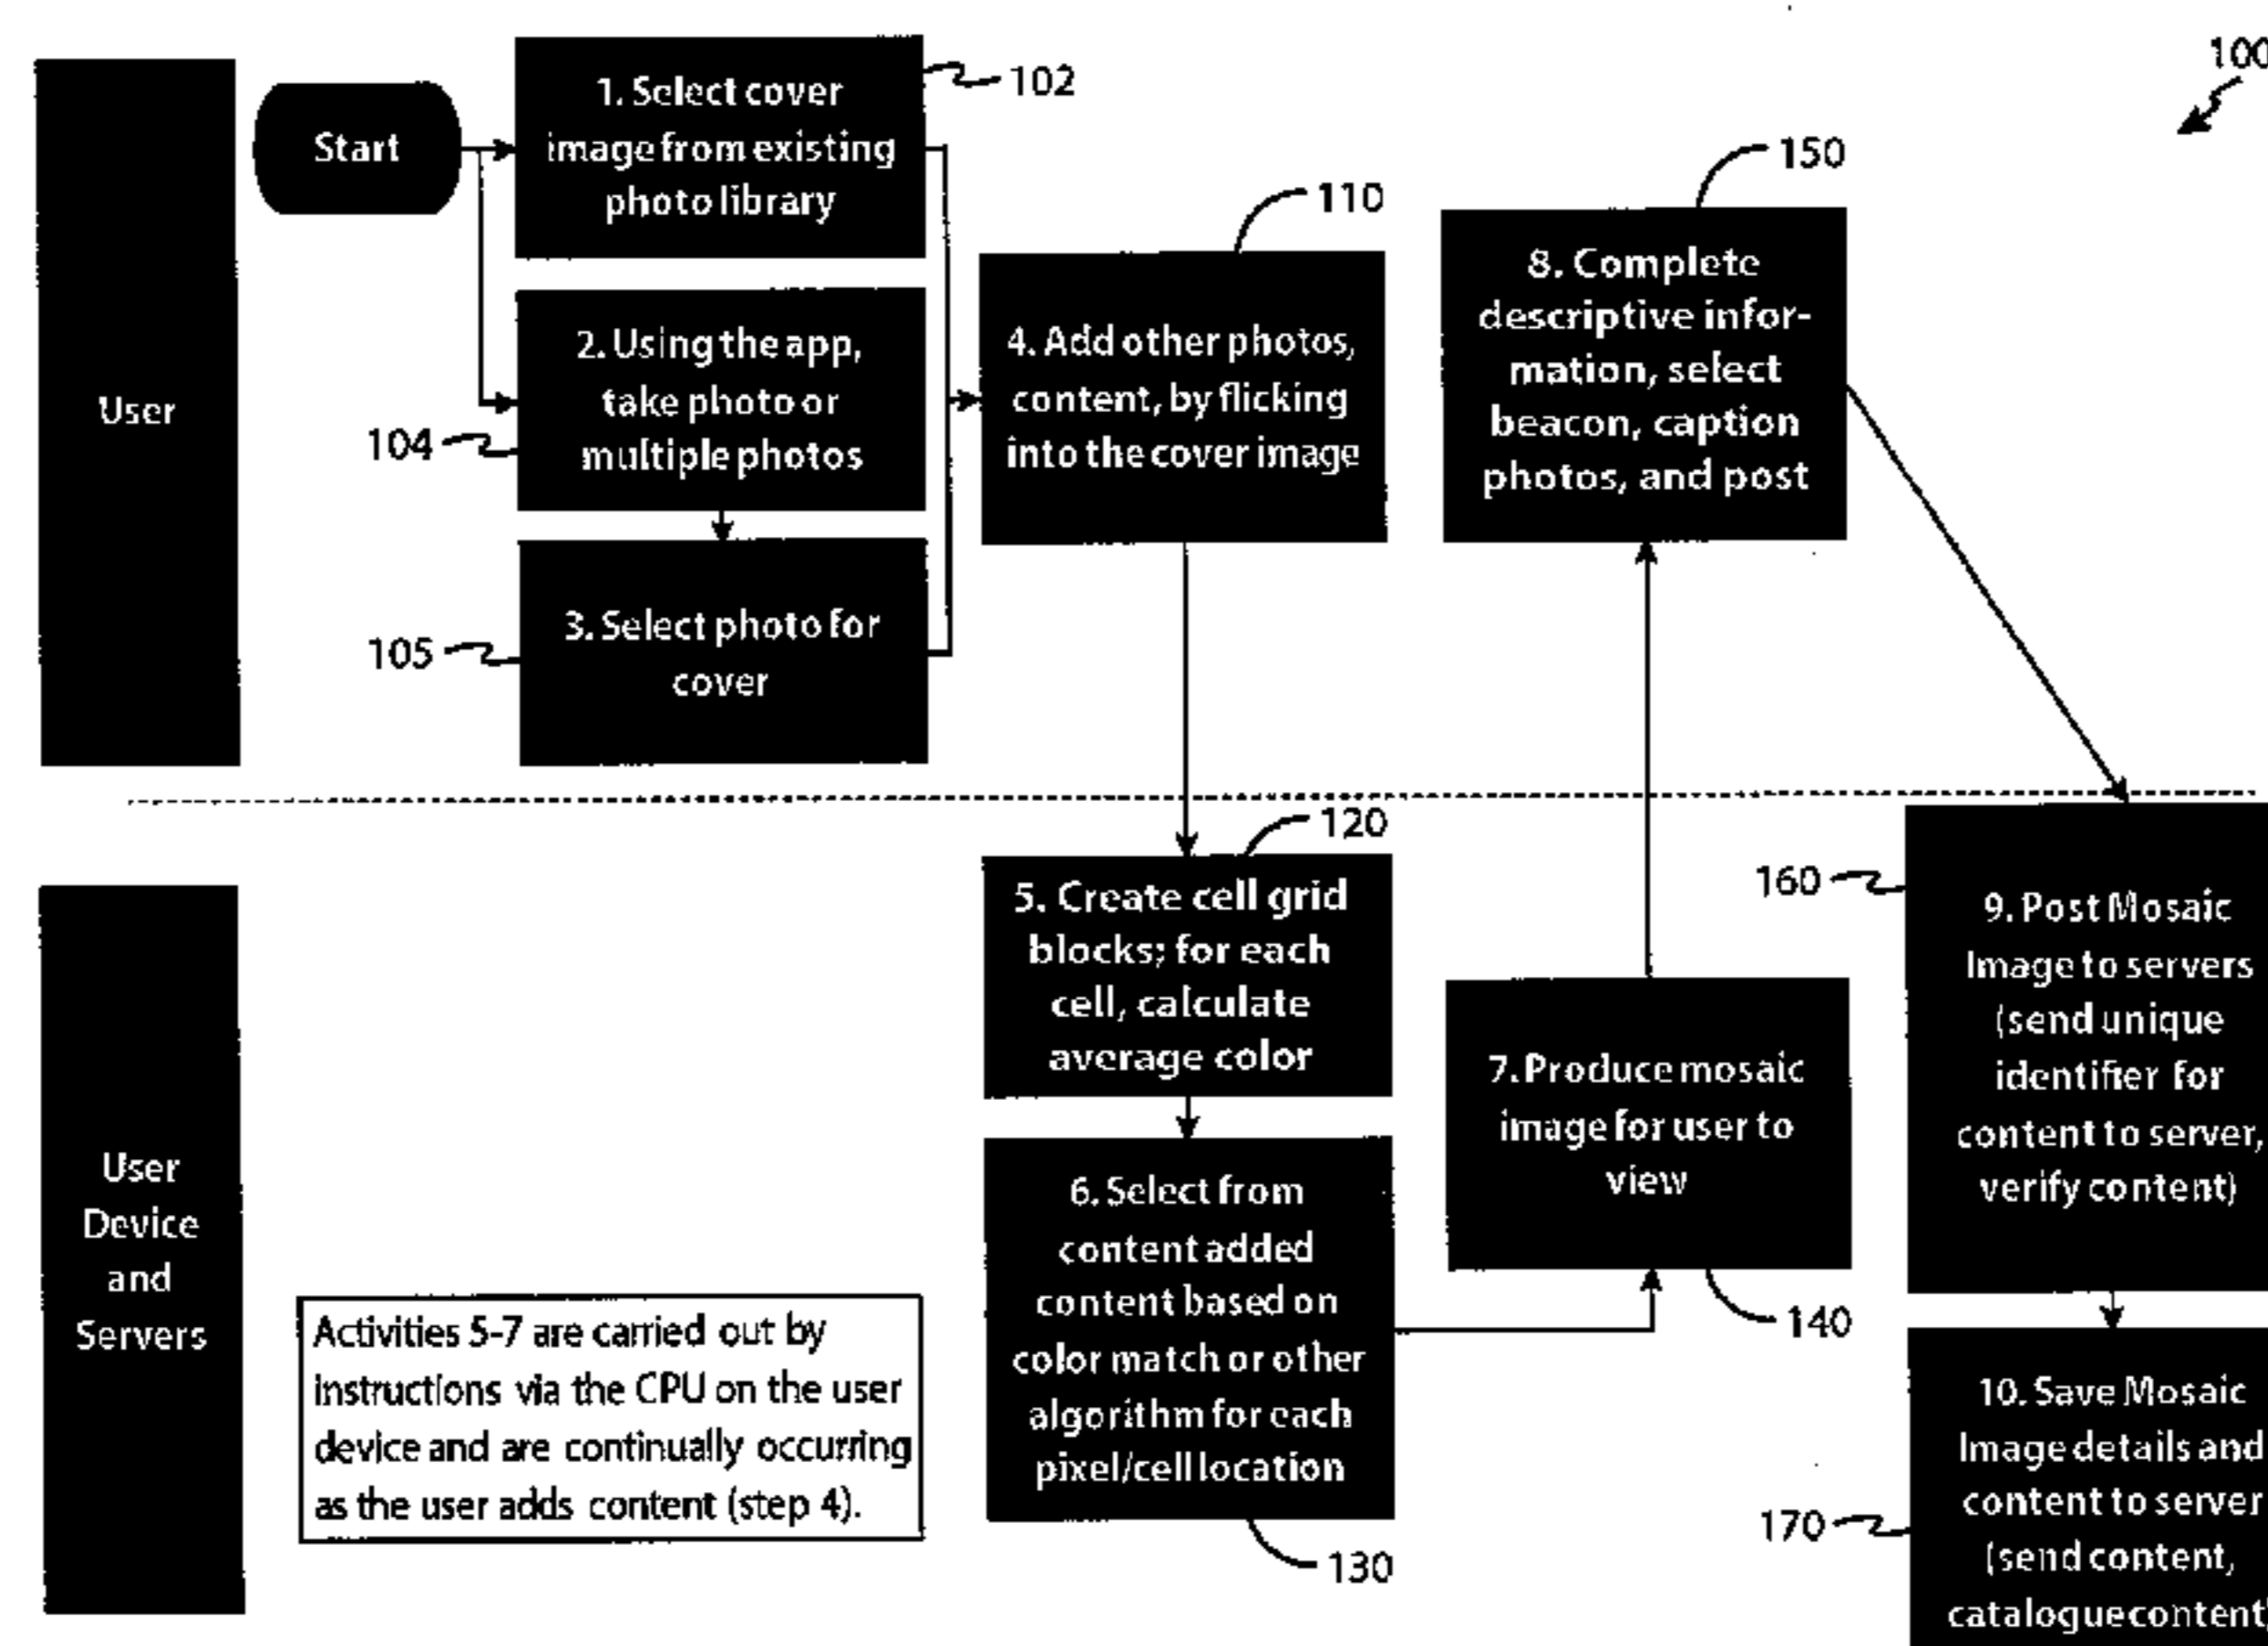 100
User
Start
1. Select cover
image from existing
photo library
102
2. Using the app,
take photo or
multiple photos
104
3. Select photo for
cover
105
4. Add other photos,
content, by flicking
into the cover image
110
8. Complete
descriptive infor-
mation, select
beacon, caption
photos, and post
150
User
Device
and
Servers
Activities 5-7 are carried out by
instructions via the CPU on the user
device and are continually occurring
as the user adds content (step 4).
5. Create cell grid
blocks; for each
cell, calculate
average color
120
6. Select from
content added
content based on
color match or other
algorithm for each
pixel/cell location
130
7. Produce mosaic
image for user to
view
140
9. Post Mosaic
Image to servers
(send unique
identifier for
content to server,
verify content)
160
10. Save Mosaic
Image details and
content to server
(send content,
catalogue content)
170